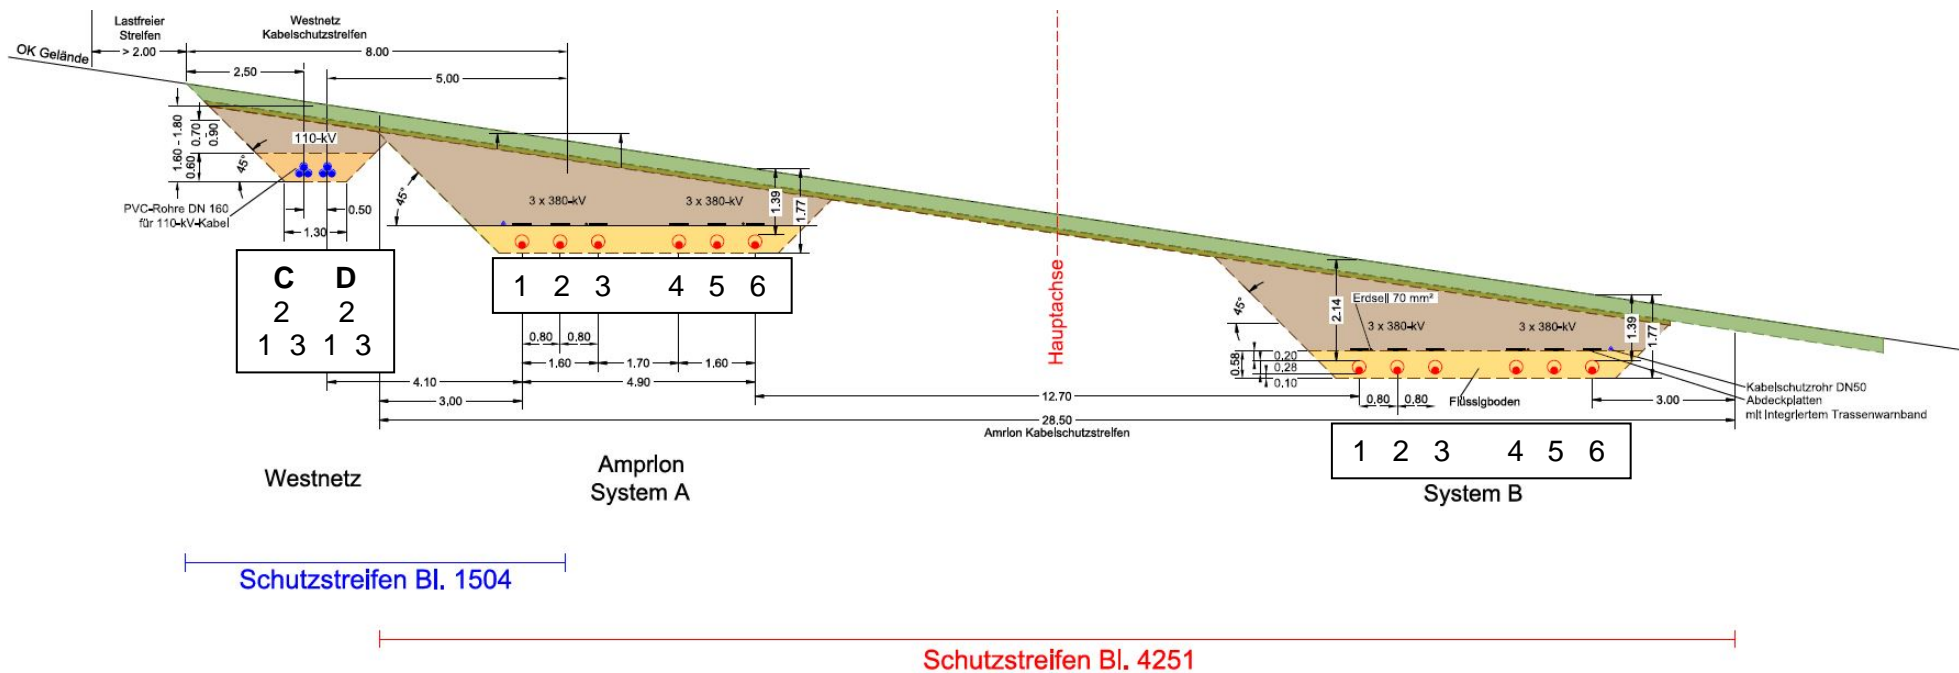 Lastfreier
Streifen
> 2.00
Westnetz
Kabelschutzstreifen
8.00
OK Gelände
2,50
5,00
1.60 - 1.80
0.70
0.90
0.60
45°
110-kV
PVC-Rohre DN 160
für 110-kV-Kabel
0.50
1.30
C D
2 2
1 3 1 3
45°
3 x 380-kV
3 x 380-kV
1.39
1.77
1 2 3 4 5 6
0.80
0.80
1.60
1.70
1.60
4.10
4.90
3,00
12.70
28.50
Amrion Kabelschutzstreifen
Hauptachse
45°
2.14
Erdseil 70 mm²
3 x 380-kV
3 x 380-kV
1.39
1.77
0.58
0,20
0,28
0,10
0,80
0,80
Flüssigboden
3.00
Kabelschutzrohr DN50
Abdeckplatten
mit integriertem Trassenwarnband
1 2 3 4 5 6
Westnetz
Amprion
System A
System B
Schutzstreifen Bl. 1504
Schutzstreifen Bl. 4251